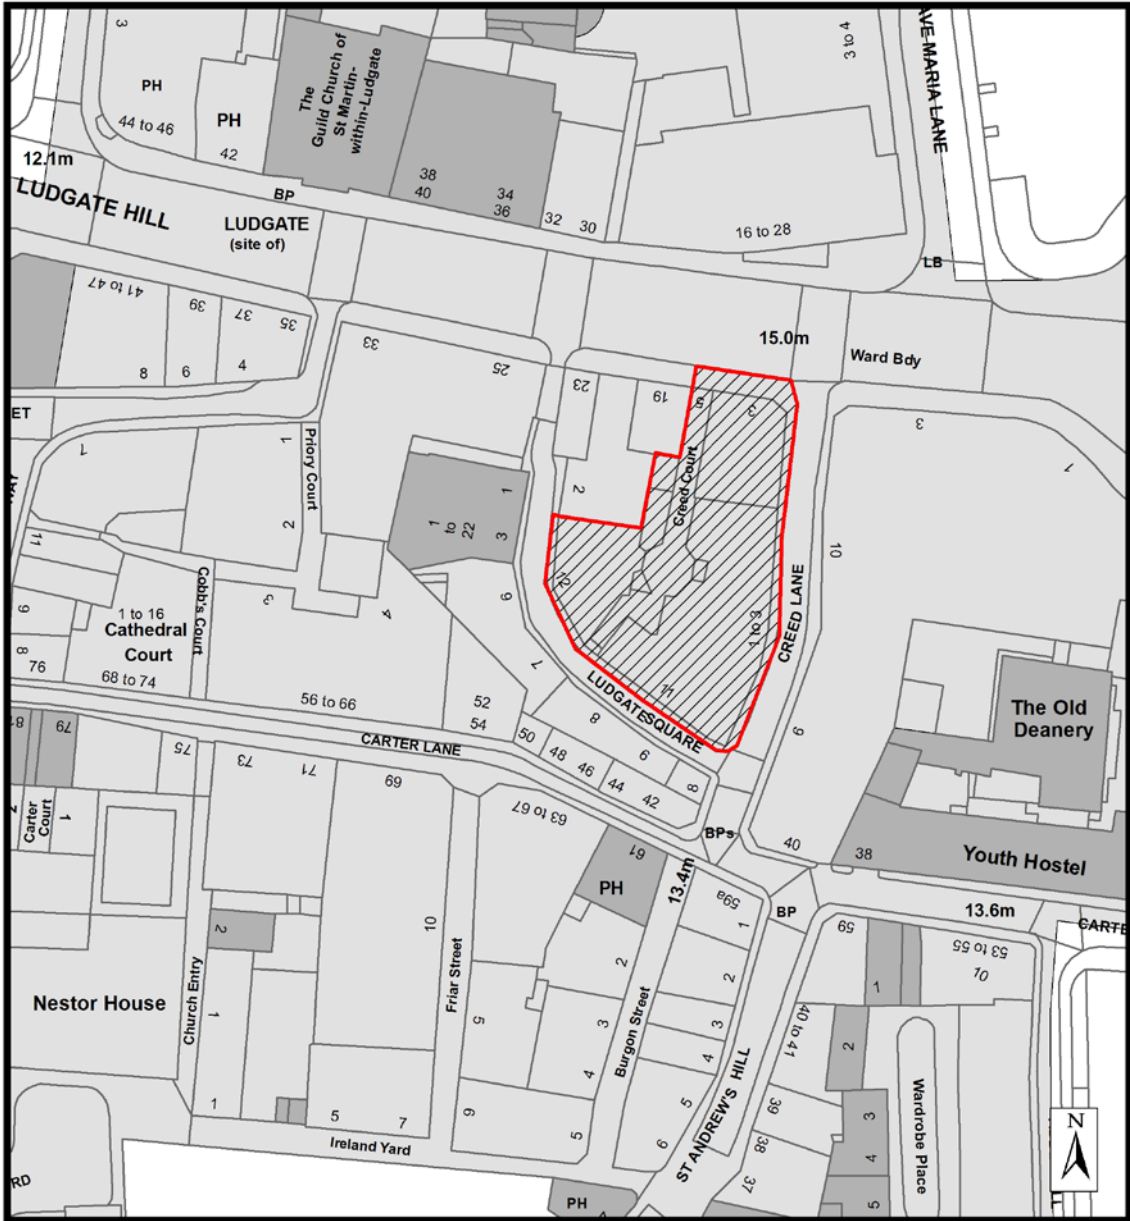 3
PH
44 to 46
PH
42
The
Guild Church of
St Martin-
within-Ludgate
3 to 4
AVE MARIA LANE
12.1m
LUDGATE HILL
BP
LUDGATE
(site of)
38
40
34
36
32
30
16 to 28
LB
41 to 47
39
37
35
8
6
4
33
25
23
19
5
3
15.0m
Ward Bdy
3
1
ET
WAY
1
1
Priory Court
2
1
1
to
22
3
2
Creed Court
12
1 to 3
11
CREED LANE
10
9
11
9
8
76
1 to 16
Cathedral
Court
Cobb's Court
68 to 74
3
4
6
7
56 to 66
52
54
LUDGATE SQUARE
8
6
8
50
48
46
44
42
CARTER LANE
The Old
Deanery
Youth Hostel
38
40
BPs
BP
81
79
75
73
71
69
63 to 67
61
PH
13.4m
59a
1
2
3
4
5
6
2
Carter
Court
1
2
10
Friar Street
5
9
2
3
4
5
Burgon Street
Nestor House
Church Entry
1
1
5
7
Ireland Yard
PH
ST ANDREW'S HILL
13.6m
CARTE
59
53 to 55
10
1
40 to 41
2
39
38
37
3
4
5
Wardrobe Place
RD
N